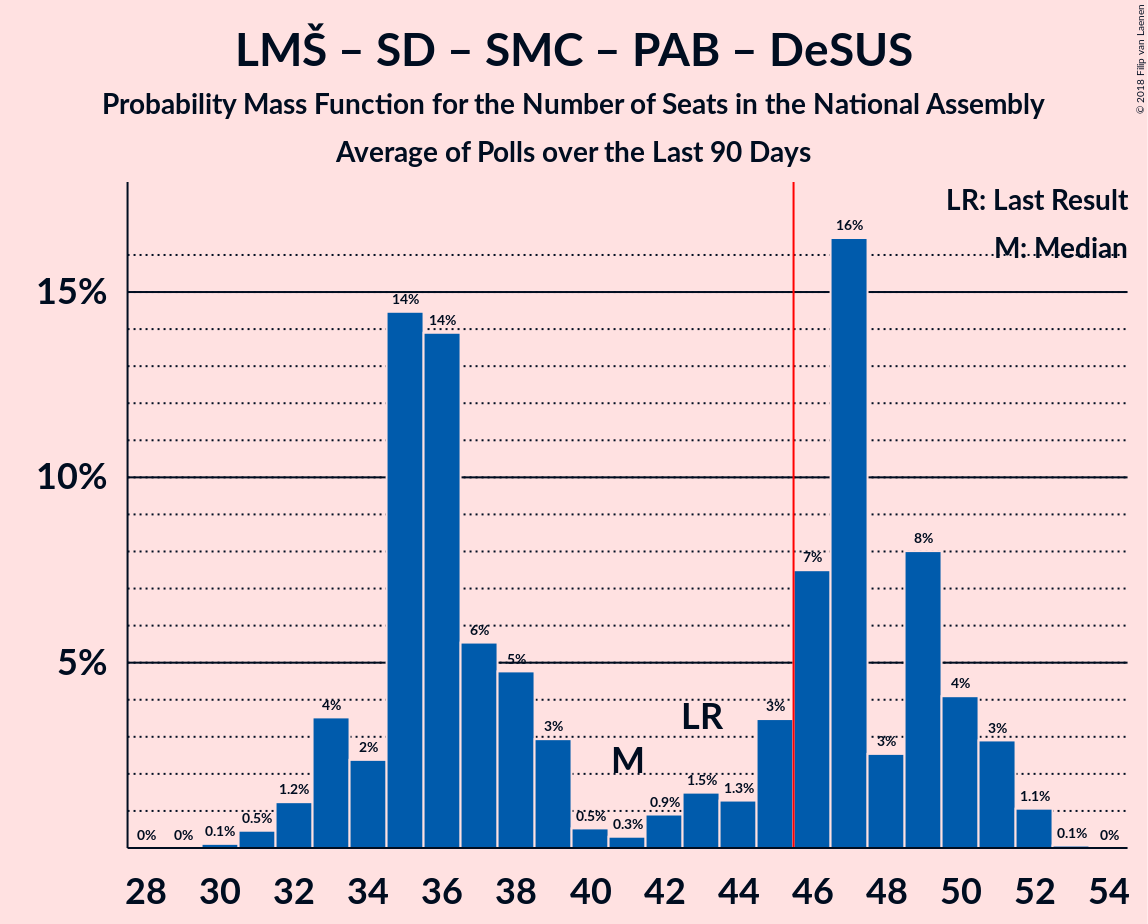 LMŠ – SD – SMC – PAB – DeSUS
Probability Mass Function for the Number of Seats in the National Assembly
Average of Polls over the Last 90 Days
© 2018 Filip van Laenen
LR: Last Result
M: Median
15%
10%
5%
0% 0% 0.1% 0.5% 1.2% 4% 2% 14% 14% 6% 5% 3% 0.5% 0.3% 0.9% 1.5% 1.3% 3% 7% 16% 3% 8% 4% 3% 1.1% 0.1% 0%
M
LR
28 30 32 34 36 38 40 42 44 46 48 50 52 54